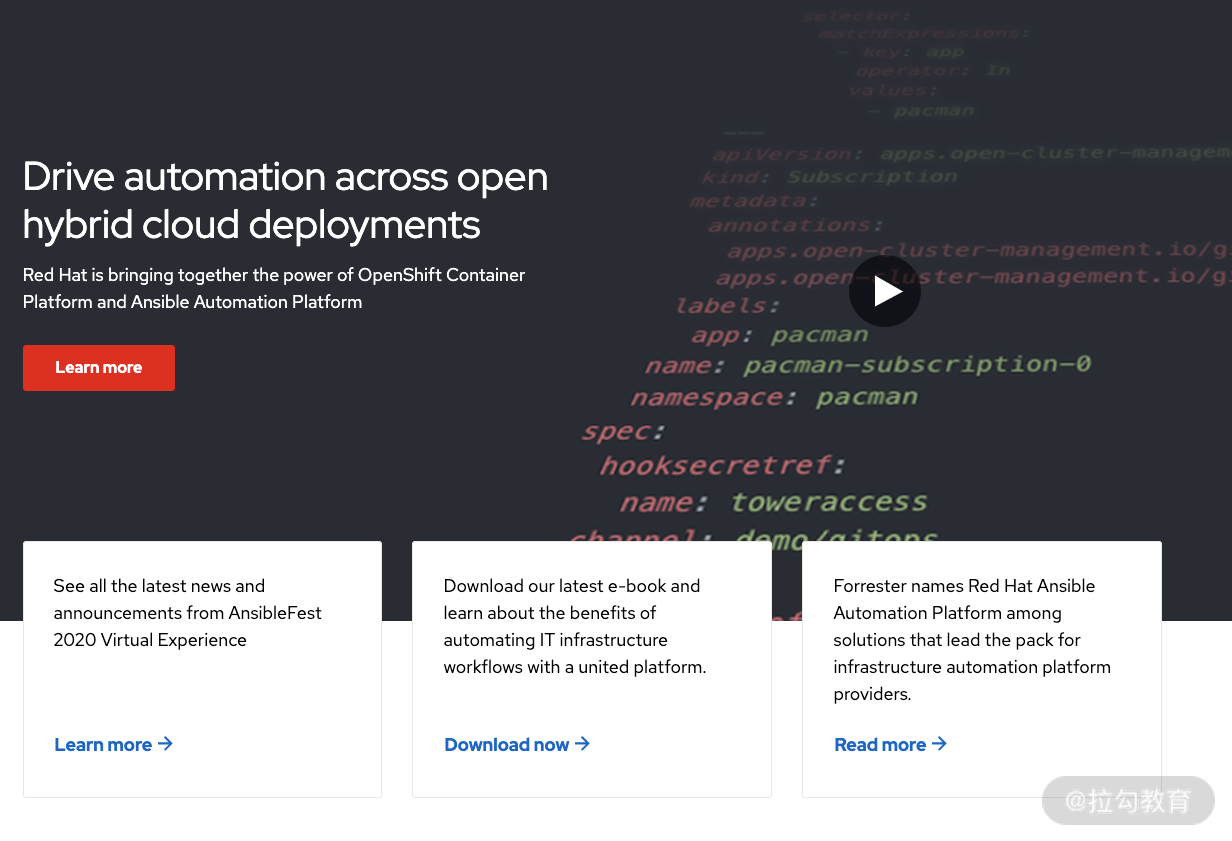 selector:
matchExpressions:
- key: app
operator: In
values:
- pacman
---
apiVersion: apps.open-cluster-managem
kind: Subscription
metadata:
annotations:
apps.open-cluster-management.io/g
apps.open-cluster-management.io/g
labels:
app: pacman
name: pacman-subscription-0
namespace: pacman
spec:
hooksecretref:
name: toweraccess
channel: demo/gitops
Drive automation across open
hybrid cloud deployments
Red Hat is bringing together the power of OpenShift Container
Platform and Ansible Automation Platform
Learn more
See all the latest news and
announcements from AnsibleFest
2020 Virtual Experience
Learn more →
Download our latest e-book and
learn about the benefits of
automating IT infrastructure
workflows with a united platform.
Download now →
Forrester names Red Hat Ansible
Automation Platform among
solutions that lead the pack for
infrastructure automation platform
providers.
Read more →
@拉勾教育